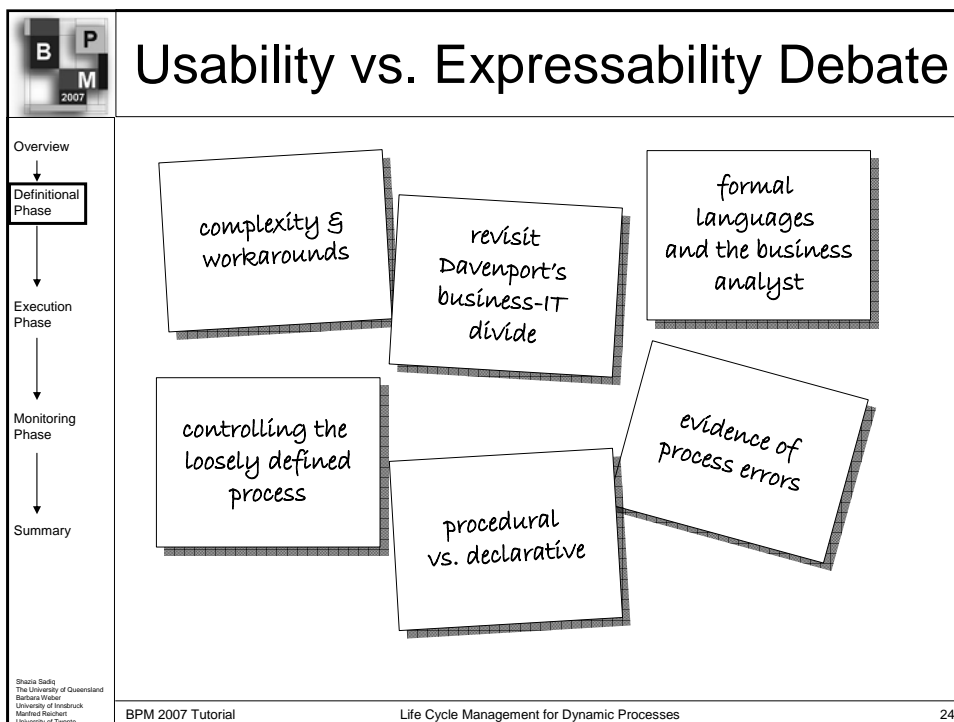 B P
M
2007
Usability vs. Expressability Debate
Overview
Definitional
Phase
Execution
Phase
Monitoring
Phase
Summary
complexity &
workarounds
revisit
Davenport's
business-IT
divide
formal
languages
and the business
analyst
controlling the
loosely defined
process
procedural
vs. declarative
evidence of
process errors
Shazia Sadiq
The University of Queensland
Barbara Weber
University of Innsbruck
Manfred Reichert
University of Twente
BPM 2007 Tutorial
Life Cycle Management for Dynamic Processes
24